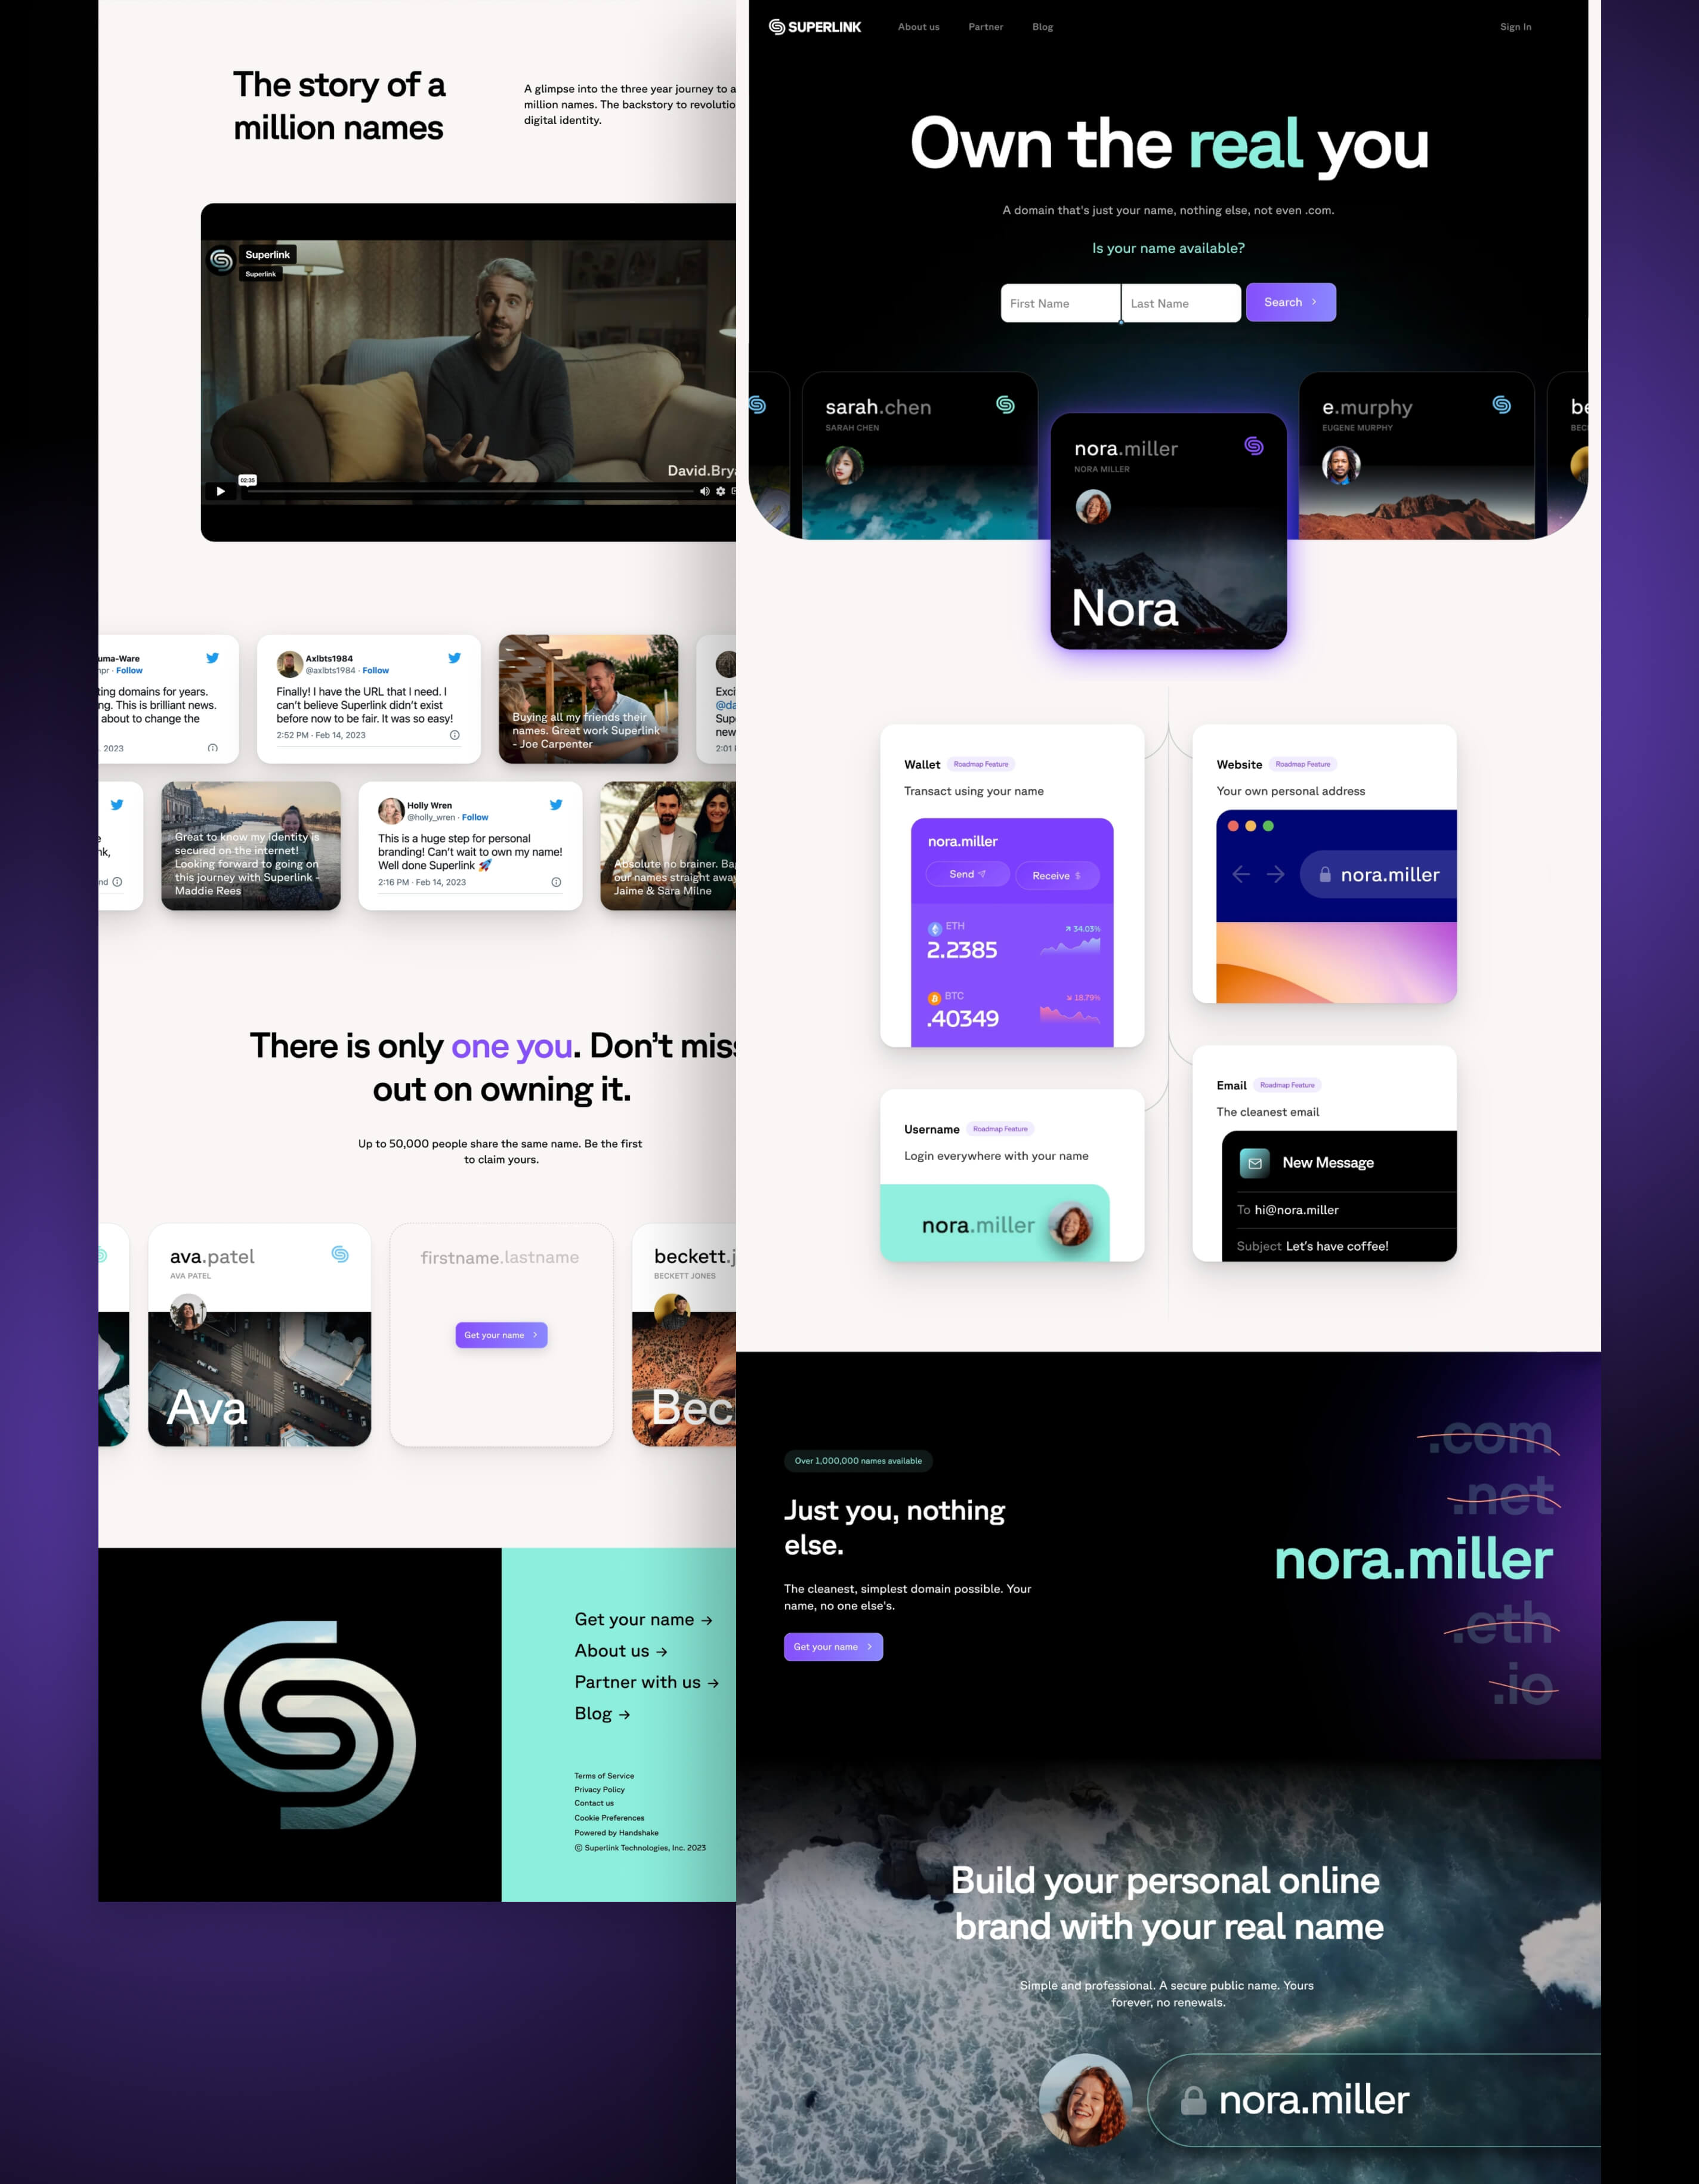 The story of a
million names
A glimpse into the three year journey to a
million names. The backstory to
digital identity.
Superlink
Superlink
02:35
uma-Ware
· Follow
ting domains for years.
ng. This is brilliant news.
about to change the
2023
Axlbts1984
@axlbts1984 · Follow
Finally! I have the URL that I need. I
can't believe Superlink didn't exist
before now to be fair. It was so easy!
2:52 PM · Feb 14, 2023
Buying all my friends their
names. Great work Superlink
- Joe Carpenter
Great to know my identity is
secured on the internet!
Looking forward to going on
this journey with Superlink -
Maddie Rees
Holly Wren
@holly_wren · Follow
This is a huge step for personal
branding! Can't wait to own my name!
Well done Superlink 🚀
2:16 PM · Feb 14, 2023
Absolute no brainer.
our names straight away
Jaime & Sara Milne
There is only one you. Don't miss
out on owning it.
Up to 50,000 people share the same name. Be the first
to claim yours.
ava.patel
AVA PATEL
Ava
firstname.lastname
Get your name
beckett.j
BECKETT JONES
Bec
Get your name →
About us →
Partner with us →
Blog →
Terms of Service
Privacy Policy
Contact us
Cookie Preferences
Powered by Handshake
© Superlink Technologies, Inc. 2023
SUPERLINK
About us
Partner
Blog
Sign In
Own the real you
A domain that's just your name, nothing else, not even .com.
Is your name available?
First Name
Last Name
Search
sarah.chen
SARAH CHEN
nora.miller
NORA MILLER
Nora
e.murphy
EUGENE MURPHY
be
Wallet
Roadmap Feature
Transact using your name
nora.miller
Send
Receive $
ETH
2.2385
34.03%
BTC
.40349
18.79%
Website
Roadmap Feature
Your own personal address
nora.miller
Username
Roadmap Feature
Login everywhere with your name
nora.miller
Email
Roadmap Feature
The cleanest email
New Message
To hi@nora.miller
Subject Let's have coffee!
Over 1,000,000 names available
Just you, nothing
else.
The cleanest, simplest domain possible. Your
name, no one else's.
Get your name
.com
.net
nora.miller
.eth
.io
Build your personal online
brand with your real name
Simple and professional. A secure public name. Yours
forever, no renewals.
nora.miller